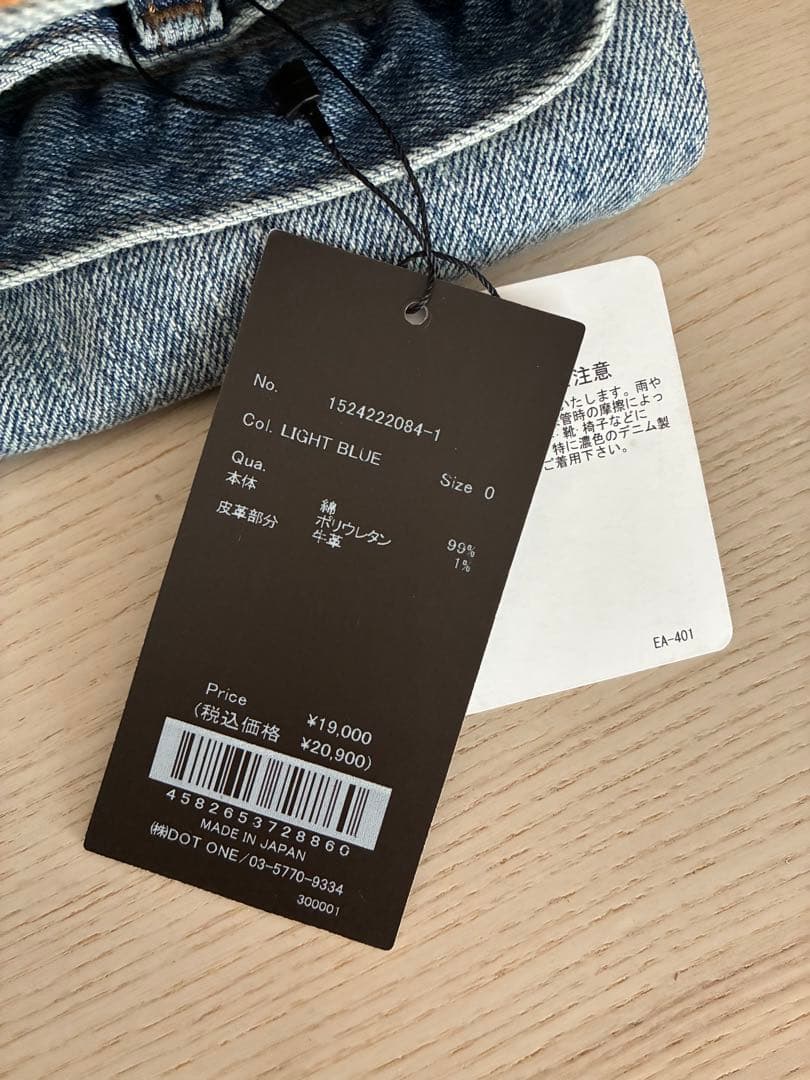 No. 1524222084-1
Col. LIGHT BLUE Size 0
Qua.
本体 綿 99%
ポリウレタン 1%
皮革部分 牛革
Price ¥19,000
(税込価格 ¥20,900)
4582653728860
MADE IN JAPAN
㈱DOT ONE/03-5770-9334
300001
注意
いたします。雨や
管時の摩擦によっ
靴・椅子などに
特に濃色のデニム製
ご着用下さい。
EA-401